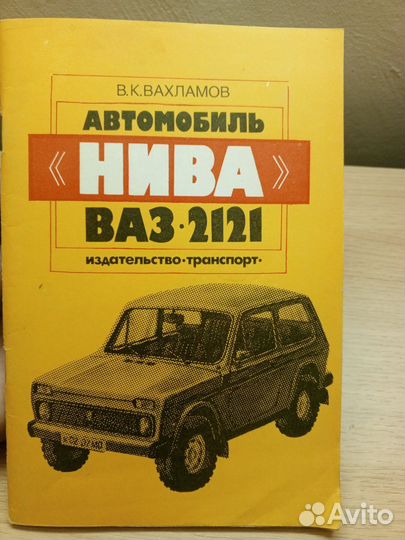 В.К.ВАХЛАМОВ
АВТОМОБИЛЬ
«НИВА»
ВАЗ·2121
издательство·транспорт·
Avito